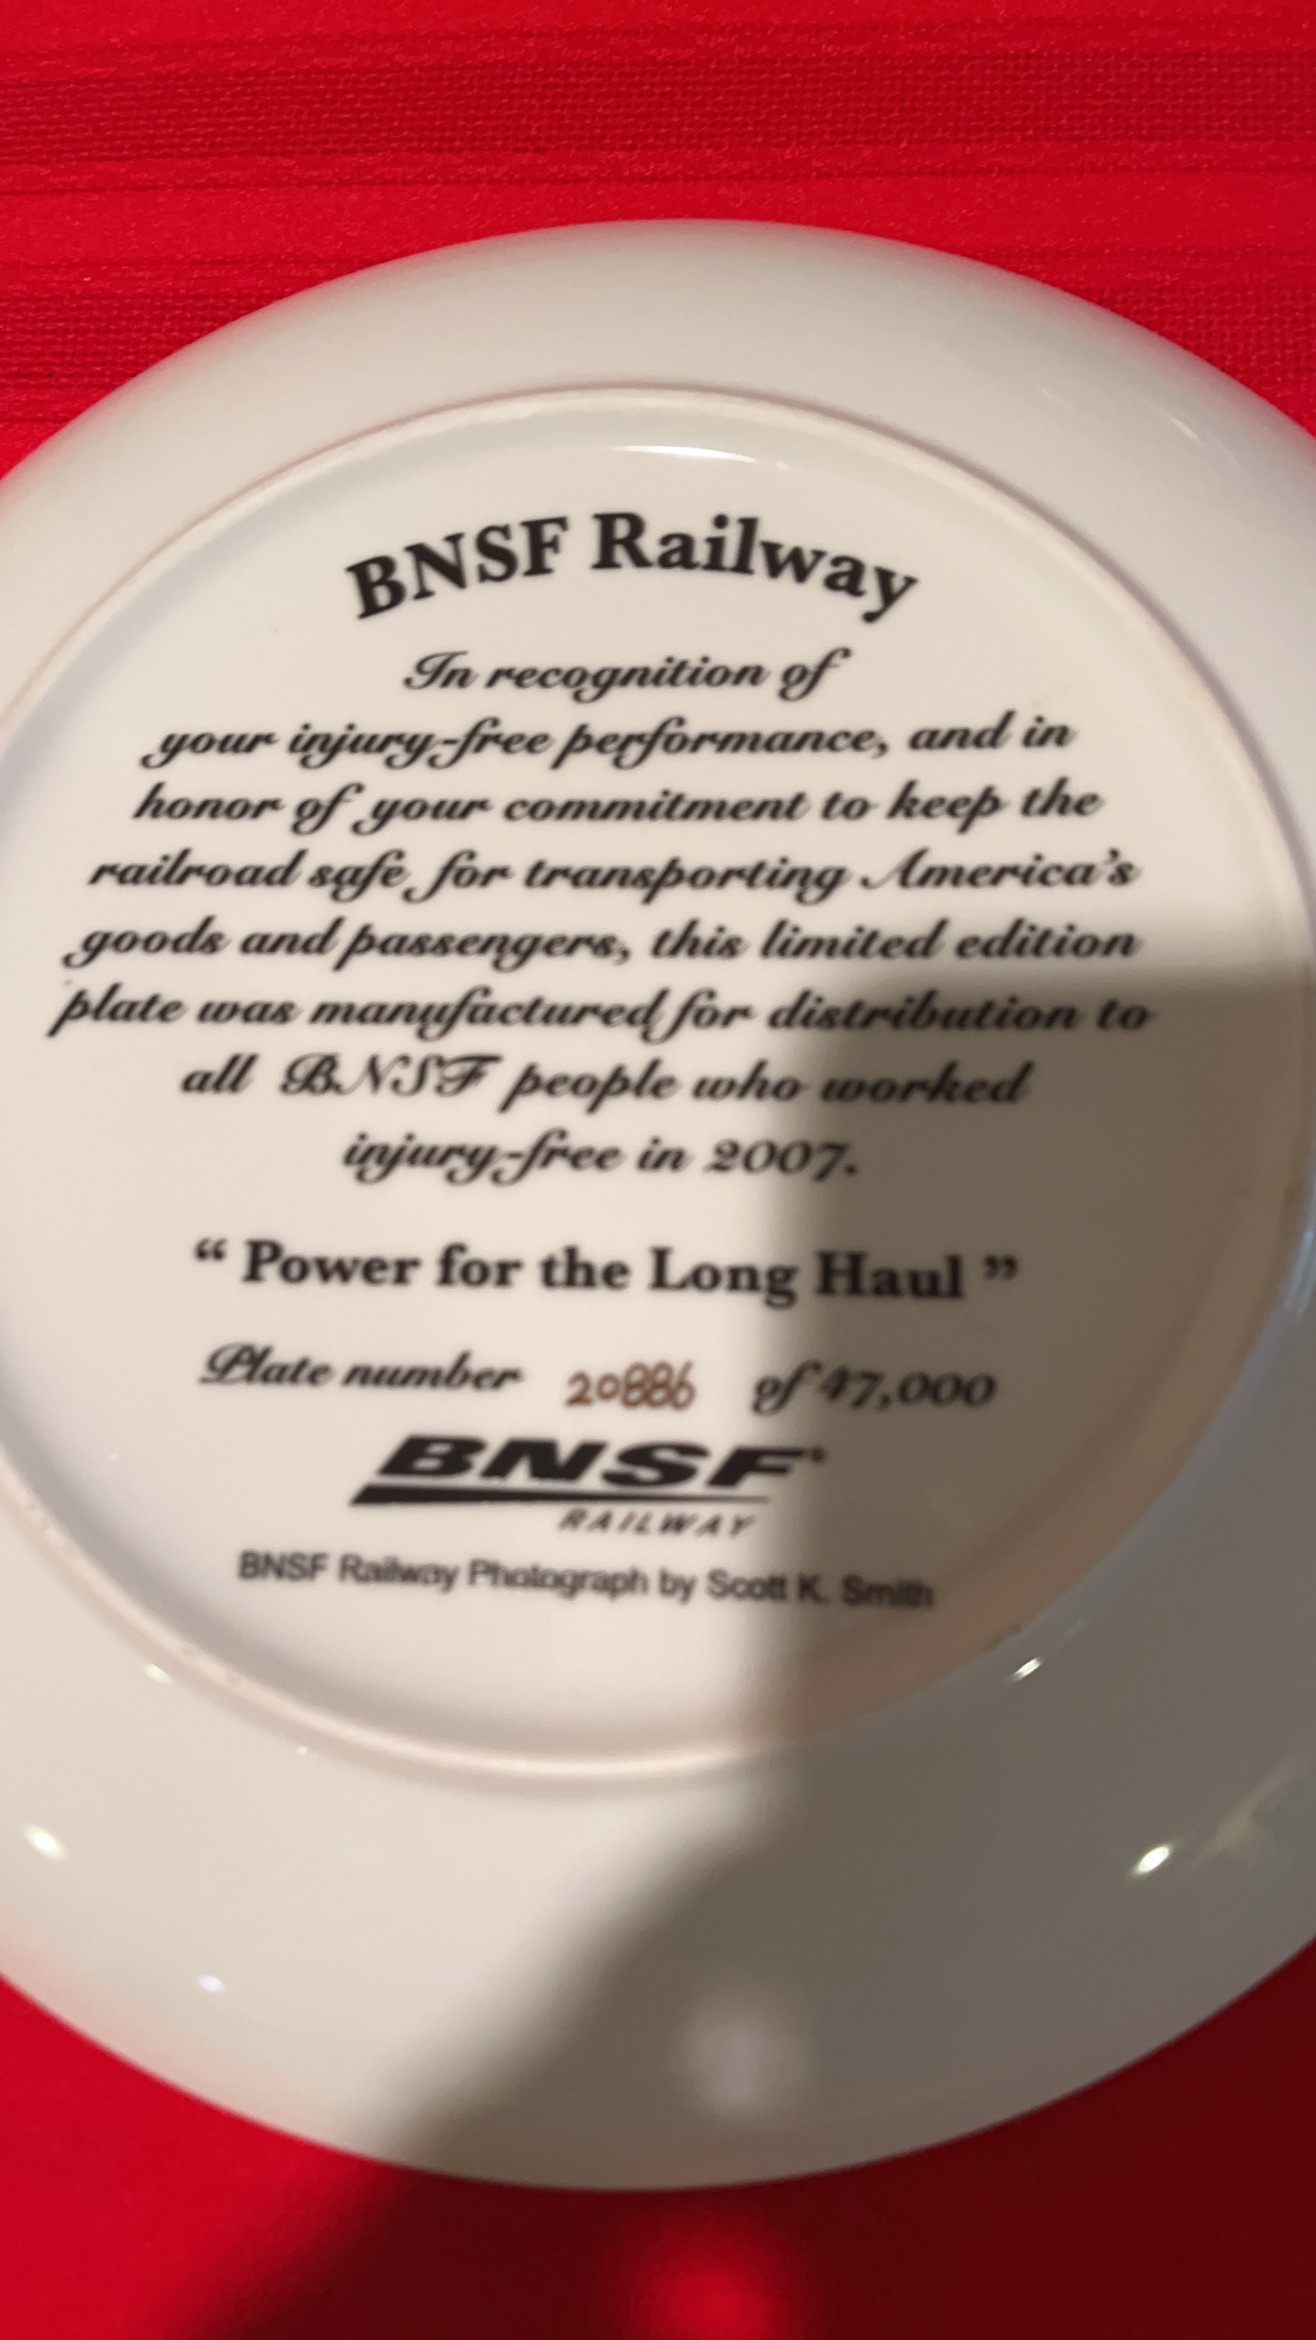 BNSF Railway
In recognition of
your injury-free performance, and in
honor of your commitment to keep the
railroad safe for transporting America's
goods and passengers, this limited edition
plate was manufactured for distribution to
all BNSF people who worked
injury-free in 2007.
“ Power for the Long Haul ”
Plate number 20886 of 47,000
BNSF®
RAILWAY
BNSF Railway Photograph by Scott K. Smith